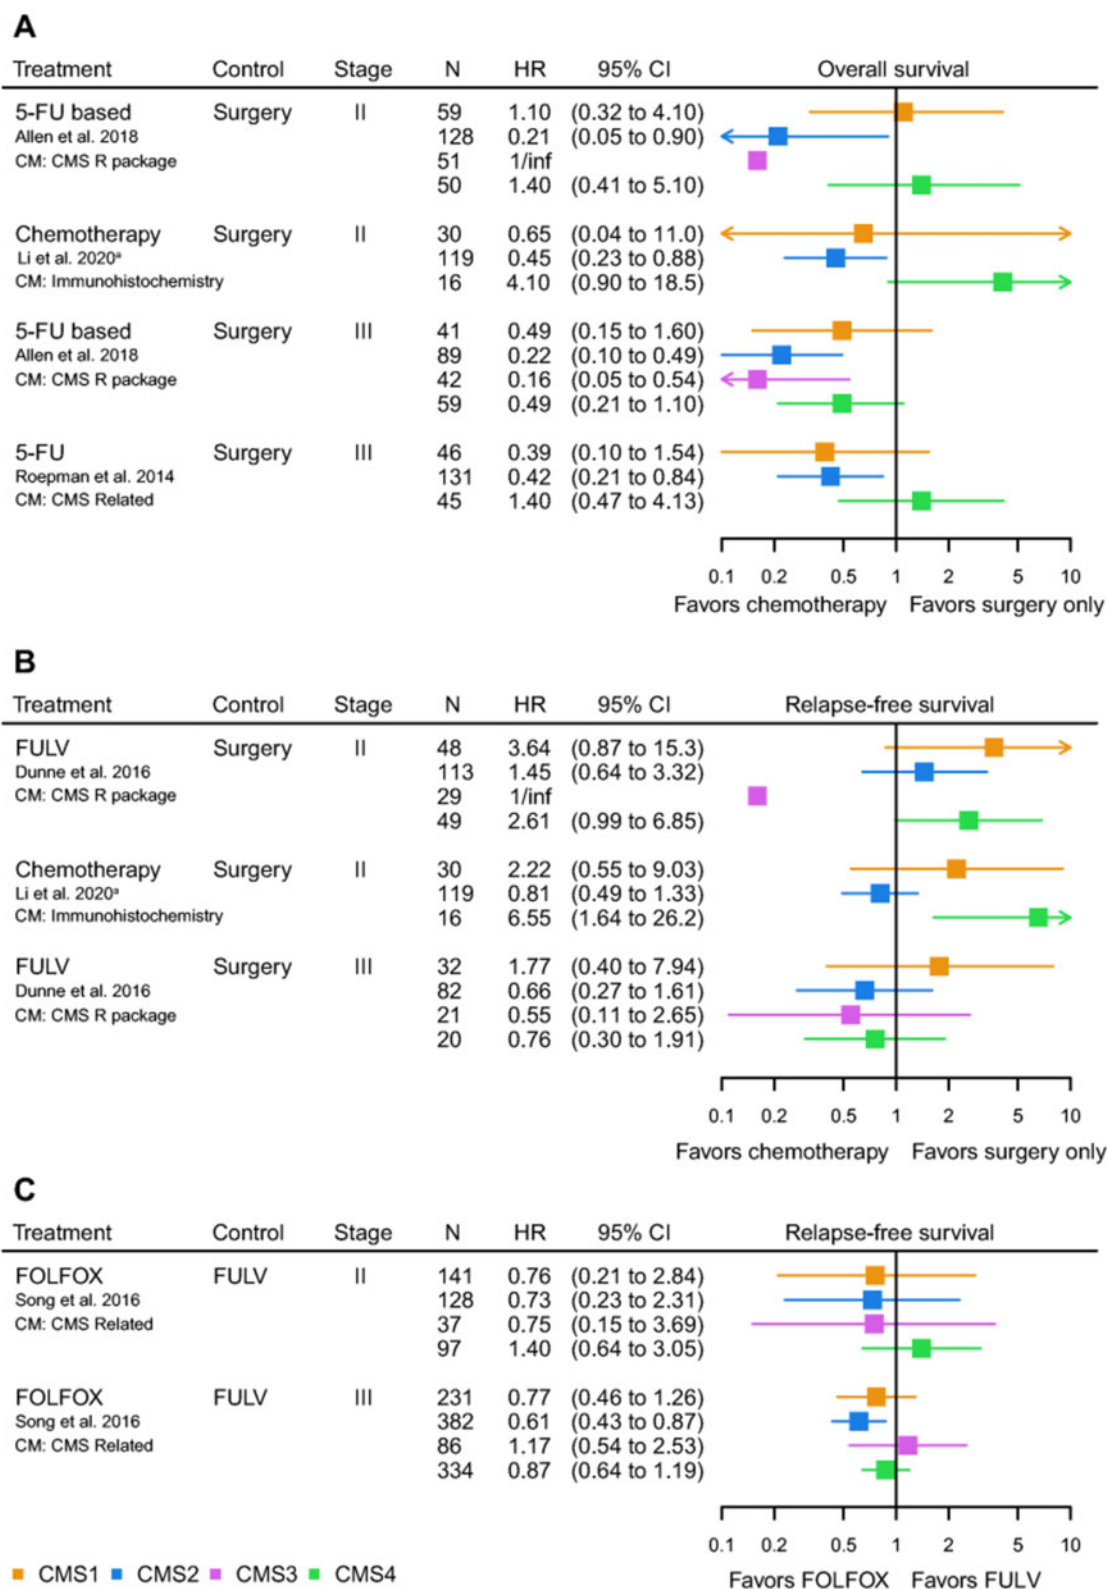 A
Treatment Control Stage N HR 95% CI Overall survival
5-FU based Surgery II 59 1.10 (0.32 to 4.10)
Allen et al. 2018 128 0.21 (0.05 to 0.90)
CM: CMS R package 51 1/inf
50 1.40 (0.41 to 5.10)
Chemotherapy Surgery II 30 0.65 (0.04 to 11.0)
Li et al. 2020ª 119 0.45 (0.23 to 0.88)
CM: Immunohistochemistry 16 4.10 (0.90 to 18.5)
5-FU based Surgery III 41 0.49 (0.15 to 1.60)
Allen et al. 2018 89 0.22 (0.10 to 0.49)
CM: CMS R package 42 0.16 (0.05 to 0.54)
59 0.49 (0.21 to 1.10)
5-FU Surgery III 46 0.39 (0.10 to 1.54)
Roepman et al. 2014 131 0.42 (0.21 to 0.84)
CM: CMS Related 45 1.40 (0.47 to 4.13)
0.1 0.2 0.5 1 2 5 10
Favors chemotherapy Favors surgery only
B
Treatment Control Stage N HR 95% CI Relapse-free survival
FULV Surgery II 48 3.64 (0.87 to 15.3)
Dunne et al. 2016 113 1.45 (0.64 to 3.32)
CM: CMS R package 29 1/inf
49 2.61 (0.99 to 6.85)
Chemotherapy Surgery II 30 2.22 (0.55 to 9.03)
Li et al. 2020ª 119 0.81 (0.49 to 1.33)
CM: Immunohistochemistry 16 6.55 (1.64 to 26.2)
FULV Surgery III 32 1.77 (0.40 to 7.94)
Dunne et al. 2016 82 0.66 (0.27 to 1.61)
CM: CMS R package 21 0.55 (0.11 to 2.65)
20 0.76 (0.30 to 1.91)
0.1 0.2 0.5 1 2 5 10
Favors chemotherapy Favors surgery only
C
Treatment Control Stage N HR 95% CI Relapse-free survival
FOLFOX FULV II 141 0.76 (0.21 to 2.84)
Song et al. 2016 128 0.73 (0.23 to 2.31)
CM: CMS Related 37 0.75 (0.15 to 3.69)
97 1.40 (0.64 to 3.05)
FOLFOX FULV III 231 0.77 (0.46 to 1.26)
Song et al. 2016 382 0.61 (0.43 to 0.87)
CM: CMS Related 86 1.17 (0.54 to 2.53)
334 0.87 (0.64 to 1.19)
0.1 0.2 0.5 1 2 5 10
Favors FOLFOX Favors FULV
CMS1 CMS2 CMS3 CMS4